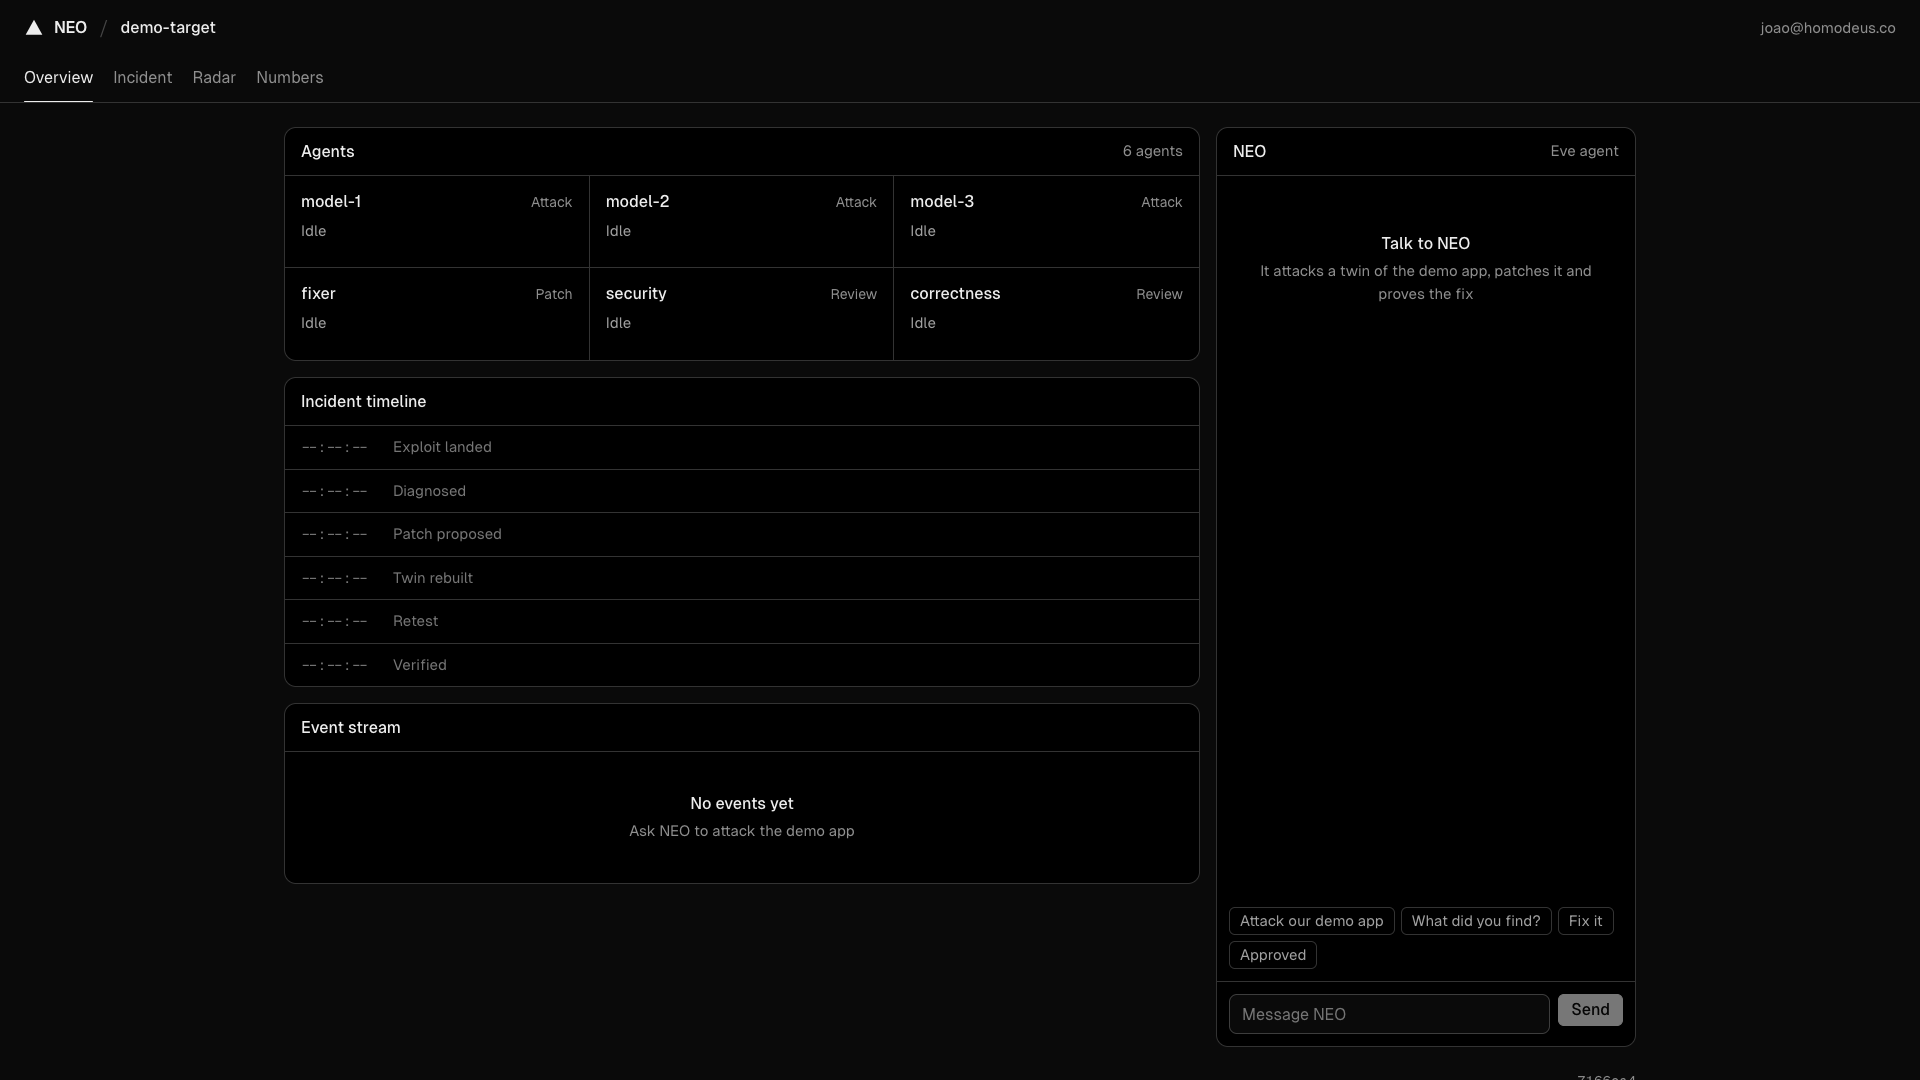 NEO / demo-target
joao@homodeus.co
Overview Incident Radar Numbers
Agents
6 agents
model-1 Attack
Idle
model-2 Attack
Idle
model-3 Attack
Idle
fixer Patch
Idle
security Review
Idle
correctness Review
Idle
Incident timeline
--:--:-- Exploit landed
--:--:-- Diagnosed
--:--:-- Patch proposed
--:--:-- Twin rebuilt
--:--:-- Retest
--:--:-- Verified
Event stream
No events yet
Ask NEO to attack the demo app
NEO
Eve agent
Talk to NEO
It attacks a twin of the demo app, patches it and
proves the fix
Attack our demo app
What did you find?
Fix it
Approved
Message NEO
Send